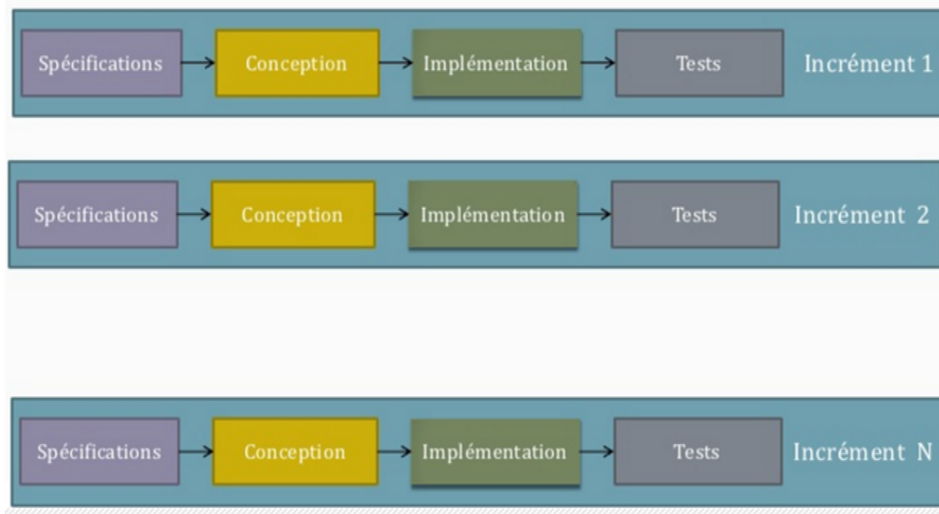 Spécifications Conception Implémentation Tests Incrément 1
Spécifications Conception Implémentation Tests Incrément 2
Spécifications Conception Implémentation Tests Incrément N